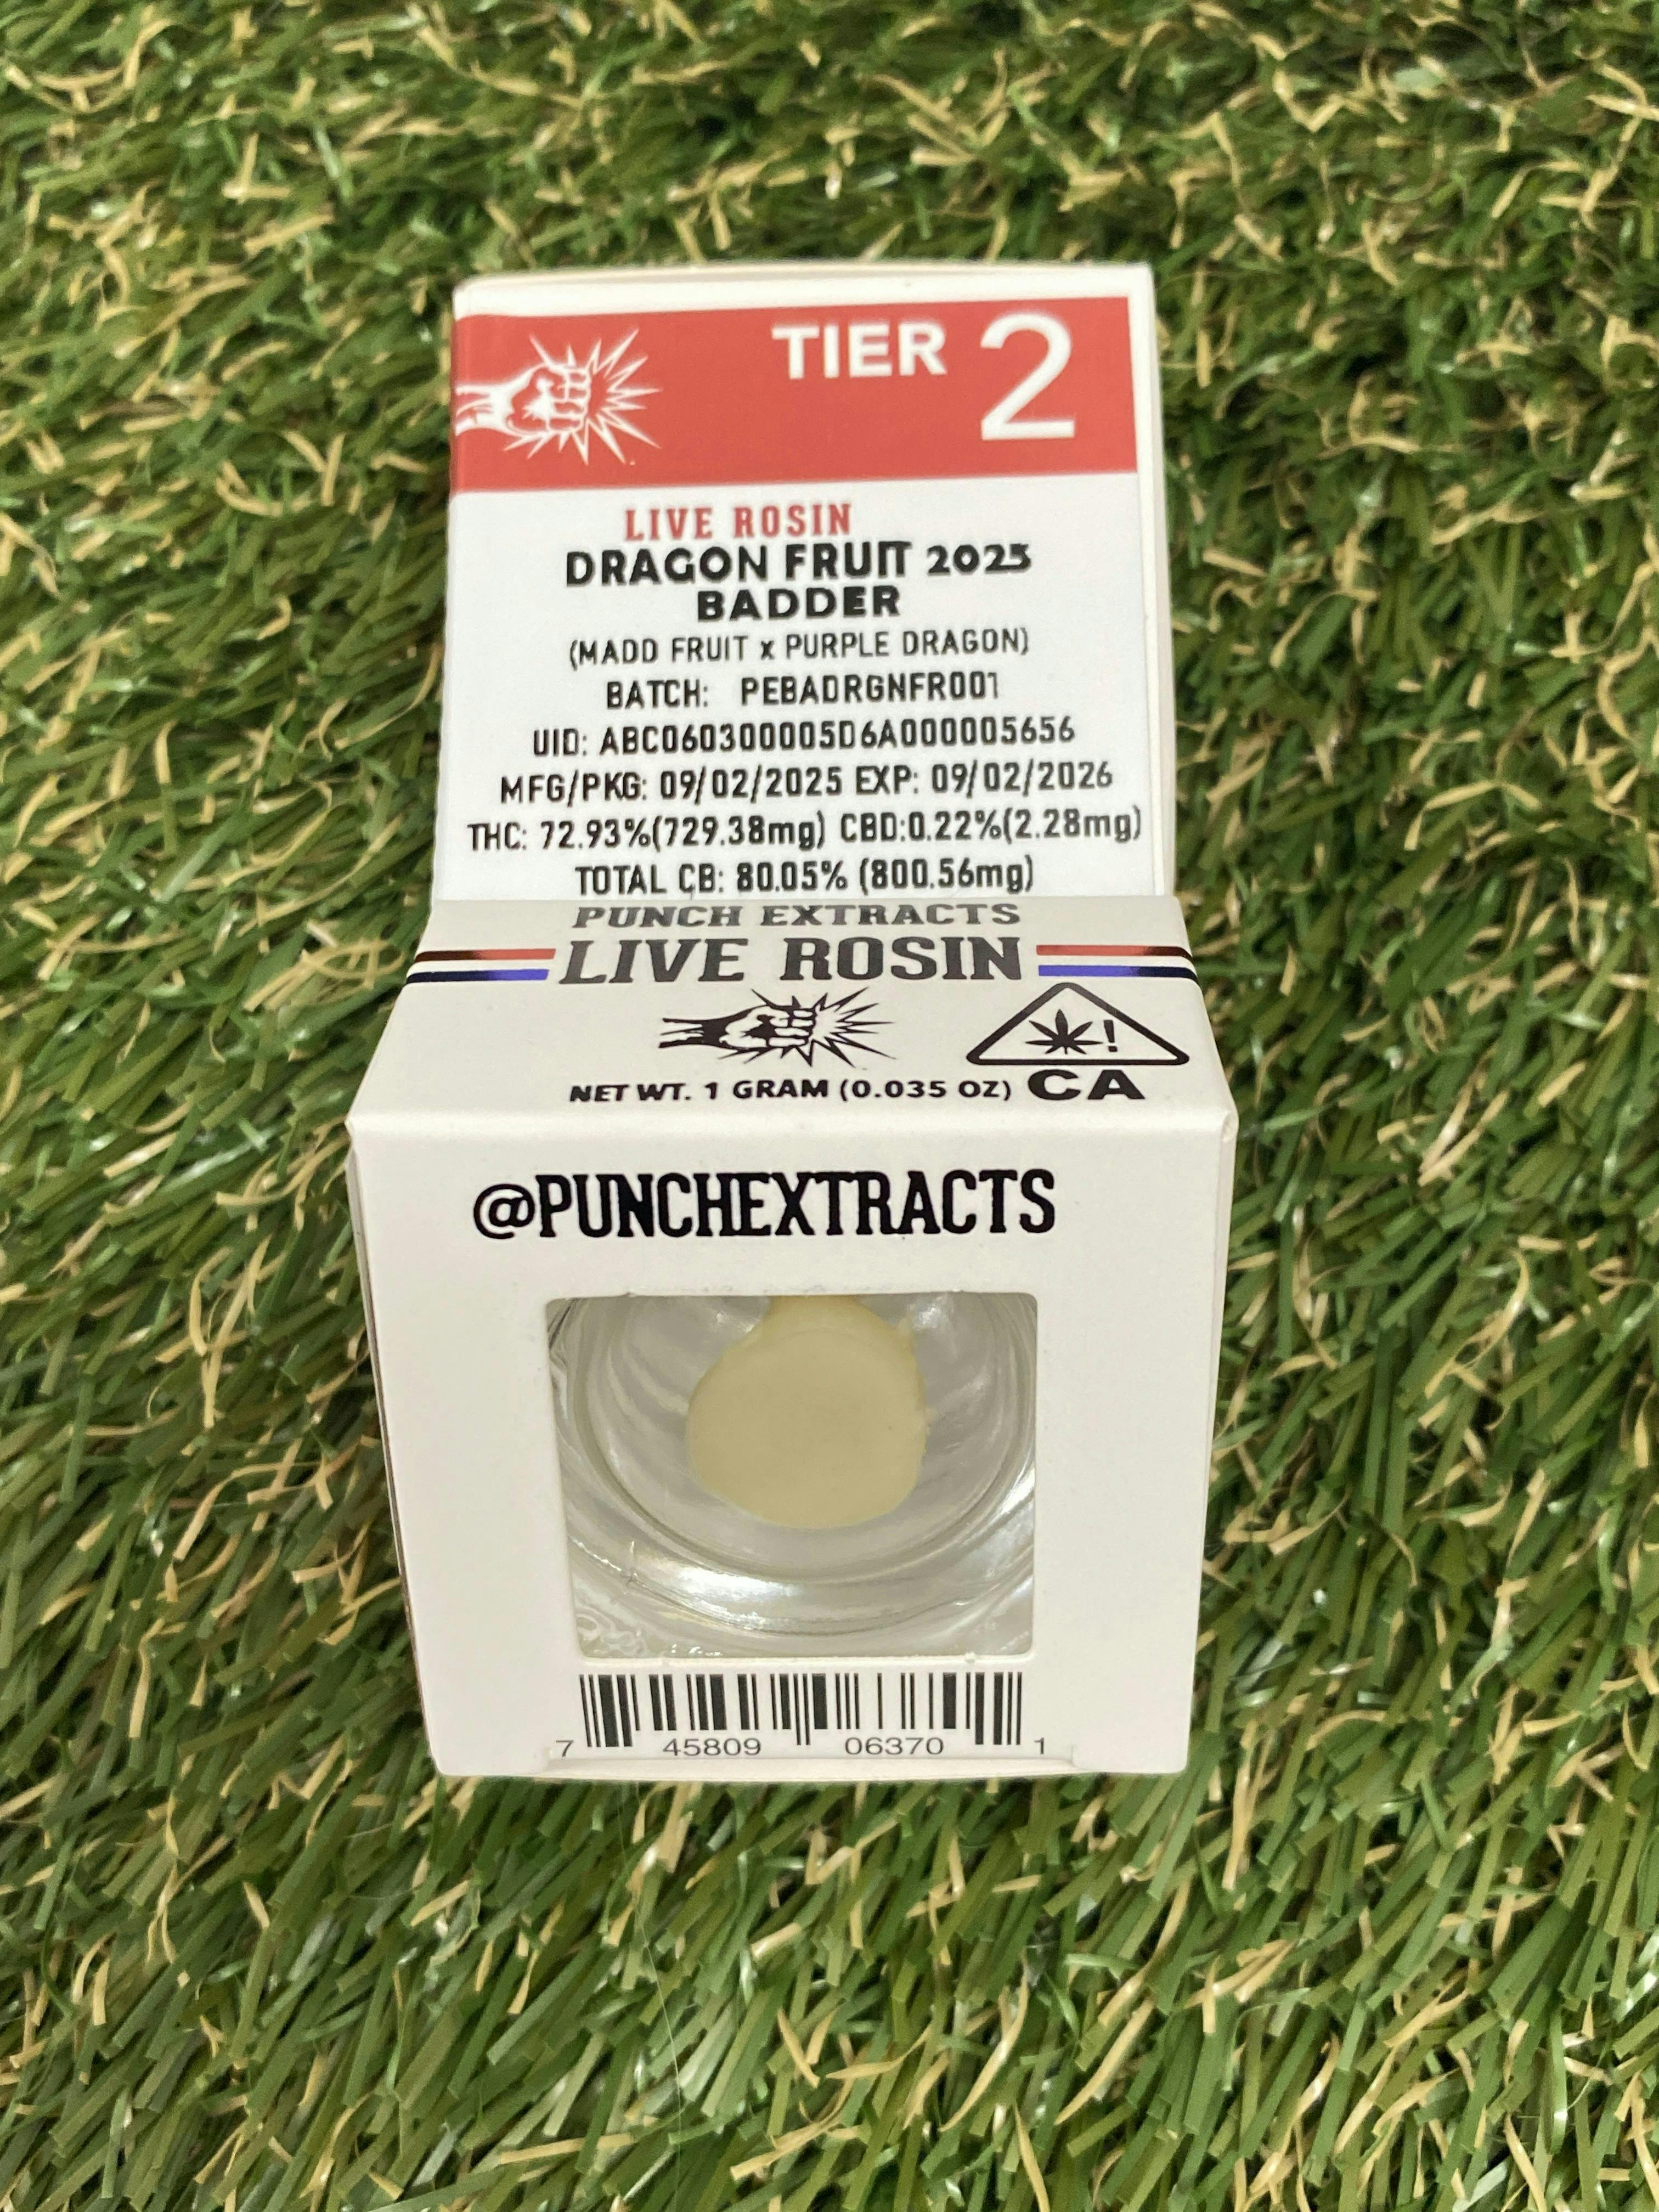 TIER 2
LIVE ROSIN
DRAGON FRUIT 2025
BADDER
(MADD FRUIT x PURPLE DRAGON)
BATCH: PEBADRGNFR001
UID: ABC060300005D6A000005656
MFG/PKG: 09/02/2025 EXP: 09/02/2026
THC: 72.93%(729.38mg) CBD:0.22%(2.28mg)
TOTAL CB: 80.05% (800.56mg)
PUNCH EXTRACTS
LIVE ROSIN
!
NET WT. 1 GRAM (0.035 OZ) CA
@PUNCHEXTRACTS
7 45809 06370 1